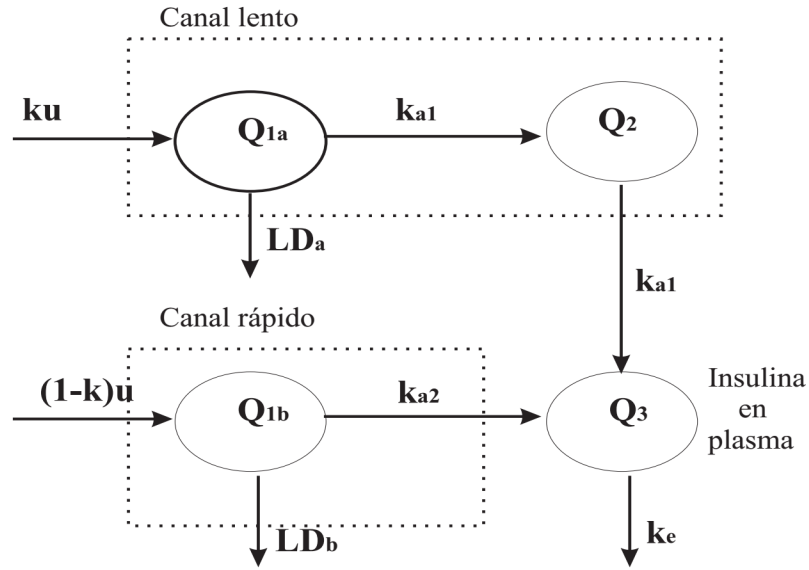 Canal lento
ku
Q1a
ka1
Q2
LDa
ka1
Canal rápido
(1-k)u
Q1b
ka2
Q3
Insulina
en
plasma
LDb
ke